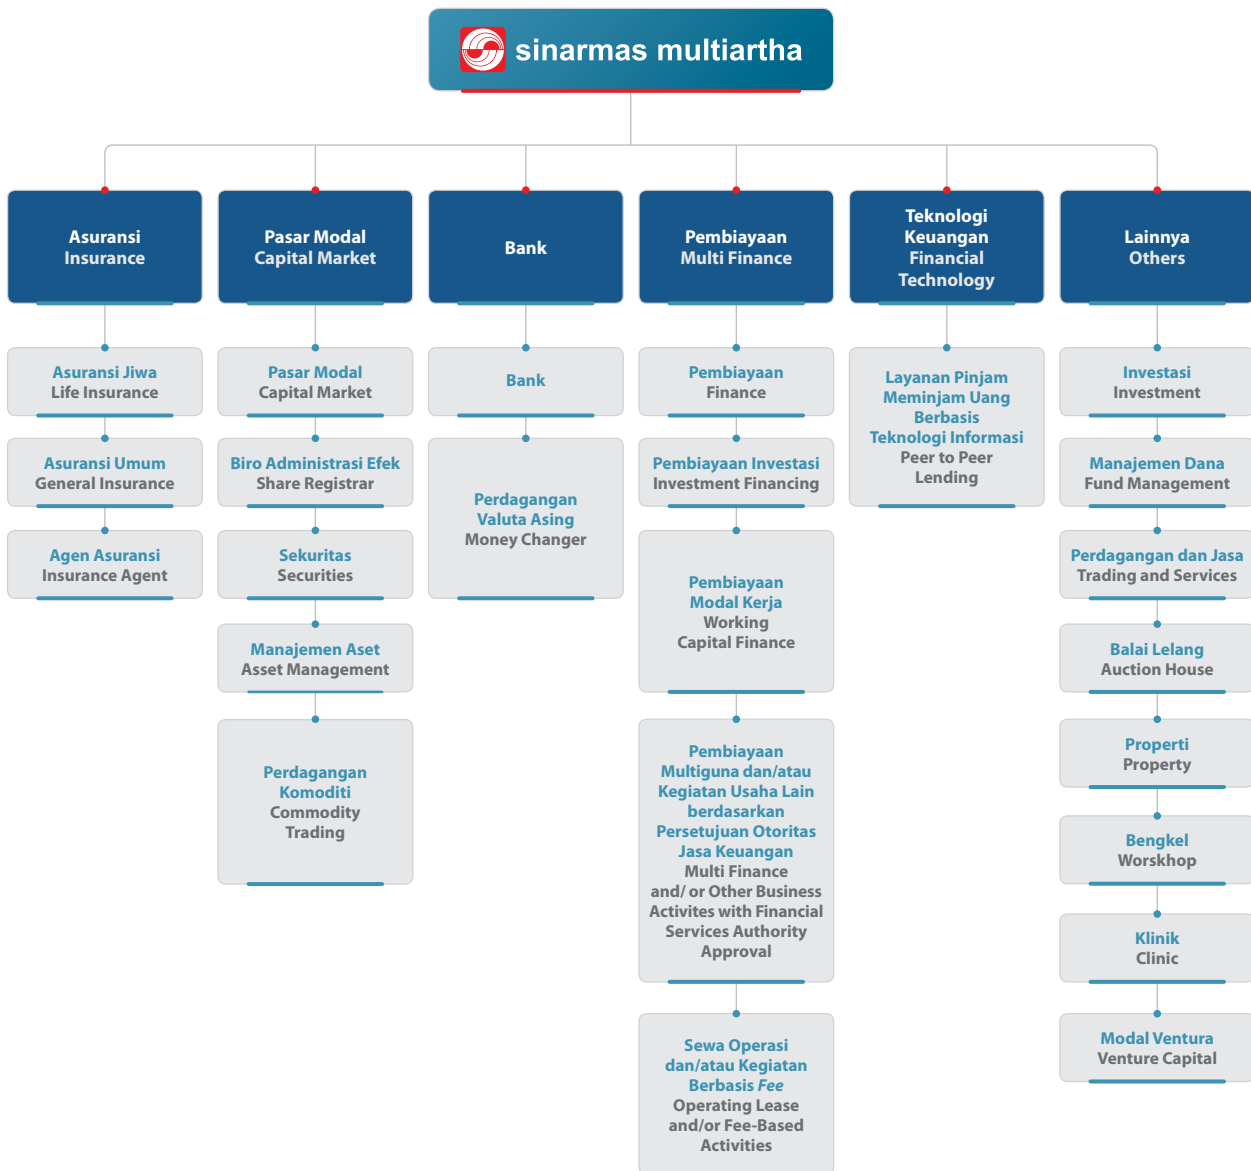 sinarmas multiartha
Asuransi
Insurance
Asuransi Jiwa
Life Insurance
Asuransi Umum
General Insurance
Agen Asuransi
Insurance Agent
Pasar Modal
Capital Market
Pasar Modal
Capital Market
Biro Administrasi Efek
Share Registrar
Sekuritas
Securities
Manajemen Aset
Asset Management
Perdagangan
Komoditi
Commodity
Trading
Bank
Bank
Perdagangan
Valuta Asing
Money Changer
Pembiayaan
Multi Finance
Pembiayaan
Finance
Pembiayaan Investasi
Investment Financing
Pembiayaan
Modal Kerja
Working
Capital Finance
Pembiayaan
Multiguna dan/atau
Kegiatan Usaha Lain
berdasarkan
Persetujuan Otoritas
Jasa Keuangan
Multi Finance
and/ or Other Business
Activites with Financial
Services Authority
Approval
Sewa Operasi
dan/atau Kegiatan
Berbasis Fee
Operating Lease
and/or Fee-Based
Activities
Teknologi
Keuangan
Financial
Technology
Layanan Pinjam
Meminjam Uang
Berbasis
Teknologi Informasi
Peer to Peer
Lending
Lainnya
Others
Investasi
Investment
Manajemen Dana
Fund Management
Perdagangan dan Jasa
Trading and Services
Balai Lelang
Auction House
Properti
Property
Bengkel
Worskhop
Klinik
Clinic
Modal Ventura
Venture Capital